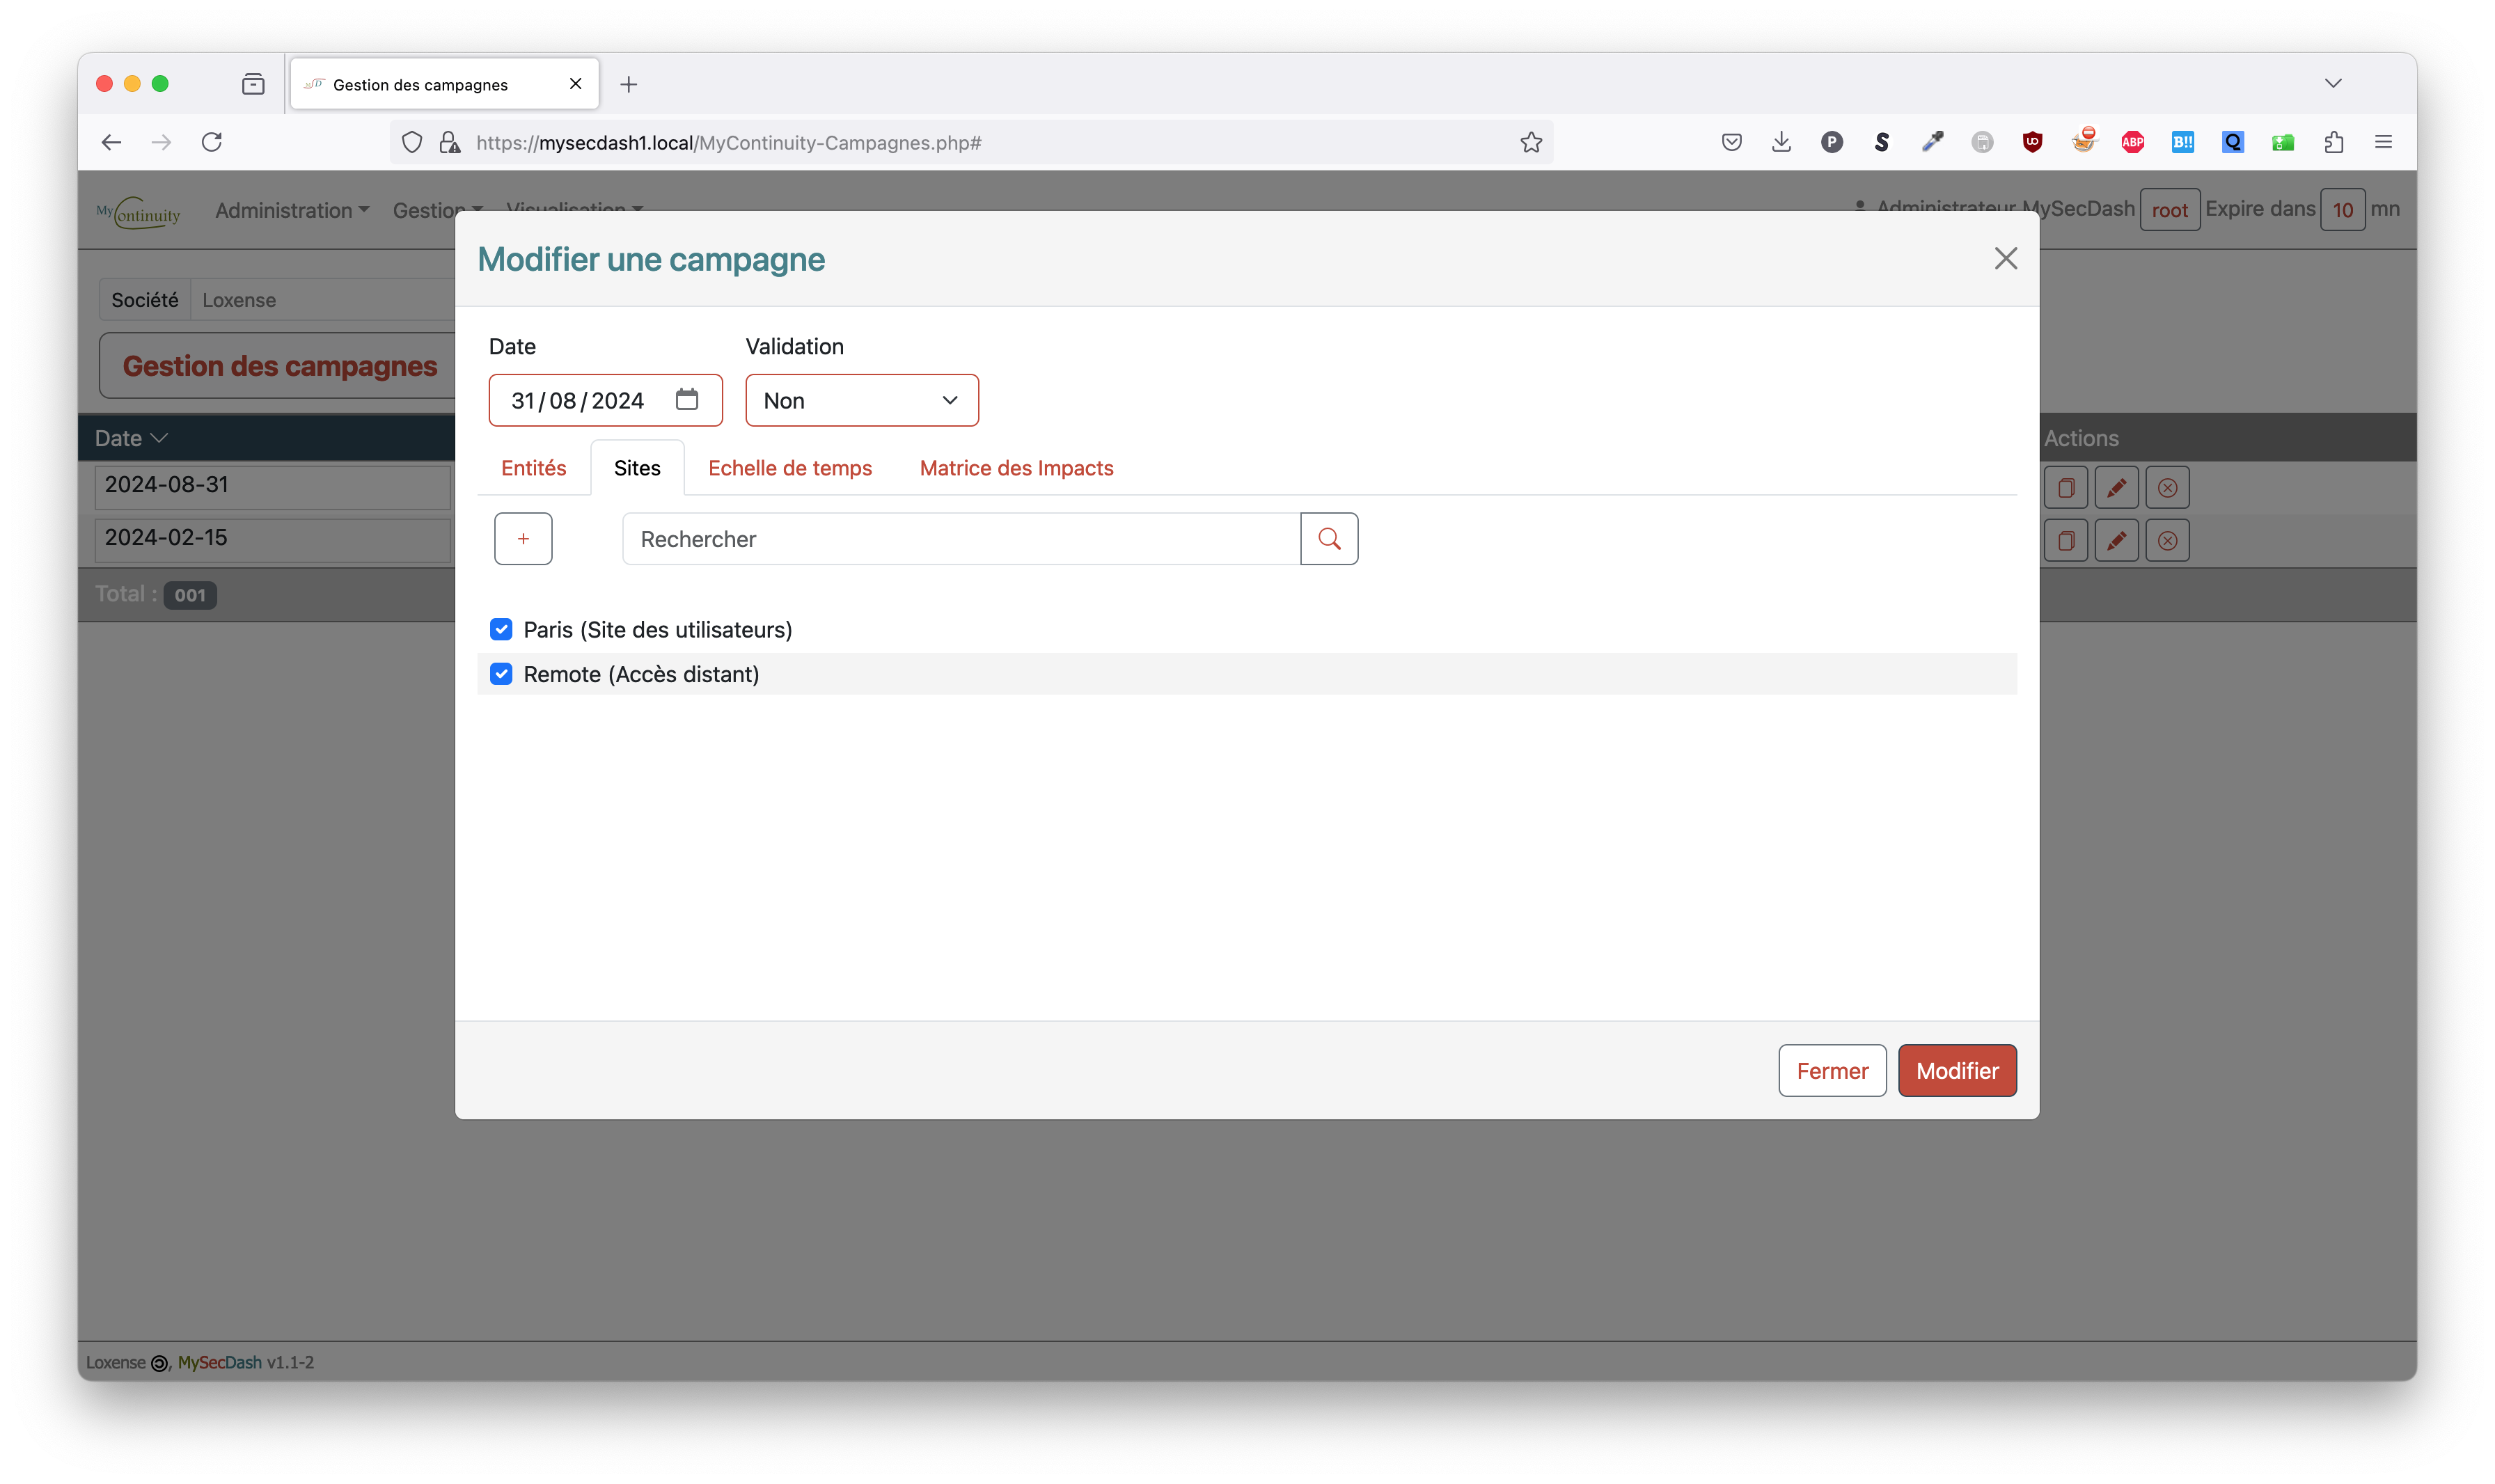 Gestion des campagnes
https://mysecdash1.local/MyContinuity-Campagnes.php#
P S UD ABP B!! Q
MyContinuity Administration Gestion Visualisation Administrateur MySecDash root Expire dans 10 mn
Modifier une campagne
Société Loxense
Date Validation
Gestion des campagnes
31/08/2024 Non
Date Actions
Entités Sites Echelle de temps Matrice des Impacts
2024-08-31
2024-02-15
+ Rechercher
Total : 001
Paris (Site des utilisateurs)
Remote (Accès distant)
Fermer Modifier
Loxense, MySecDash v1.1-2